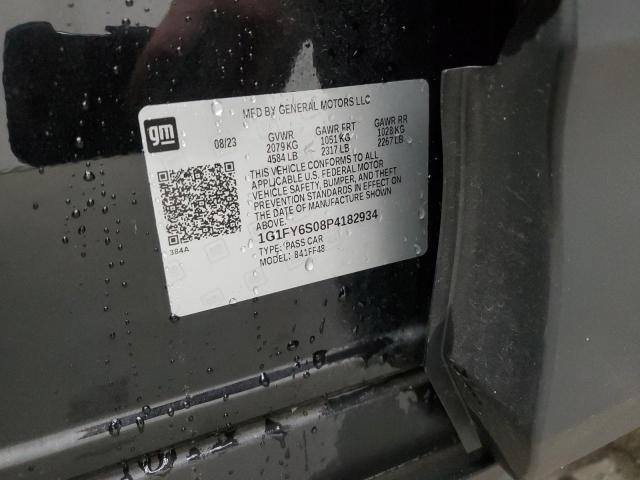 MFD BY GENERAL MOTORS LLC
gm
08/23 GVWR GAWR FRT GAWR RR
2079 KG 1051 KG 1028 KG
4584 LB 2317 LB 2267 LB
THIS VEHICLE CONFORMS TO ALL
APPLICABLE U.S. FEDERAL MOTOR
VEHICLE SAFETY, BUMPER, AND THEFT
PREVENTION STANDARDS IN EFFECT ON
THE DATE OF MANUFACTURE SHOWN
ABOVE.
384A
1G1FY6S08P4182934
TYPE: PASS CAR
MODEL: 841FF48